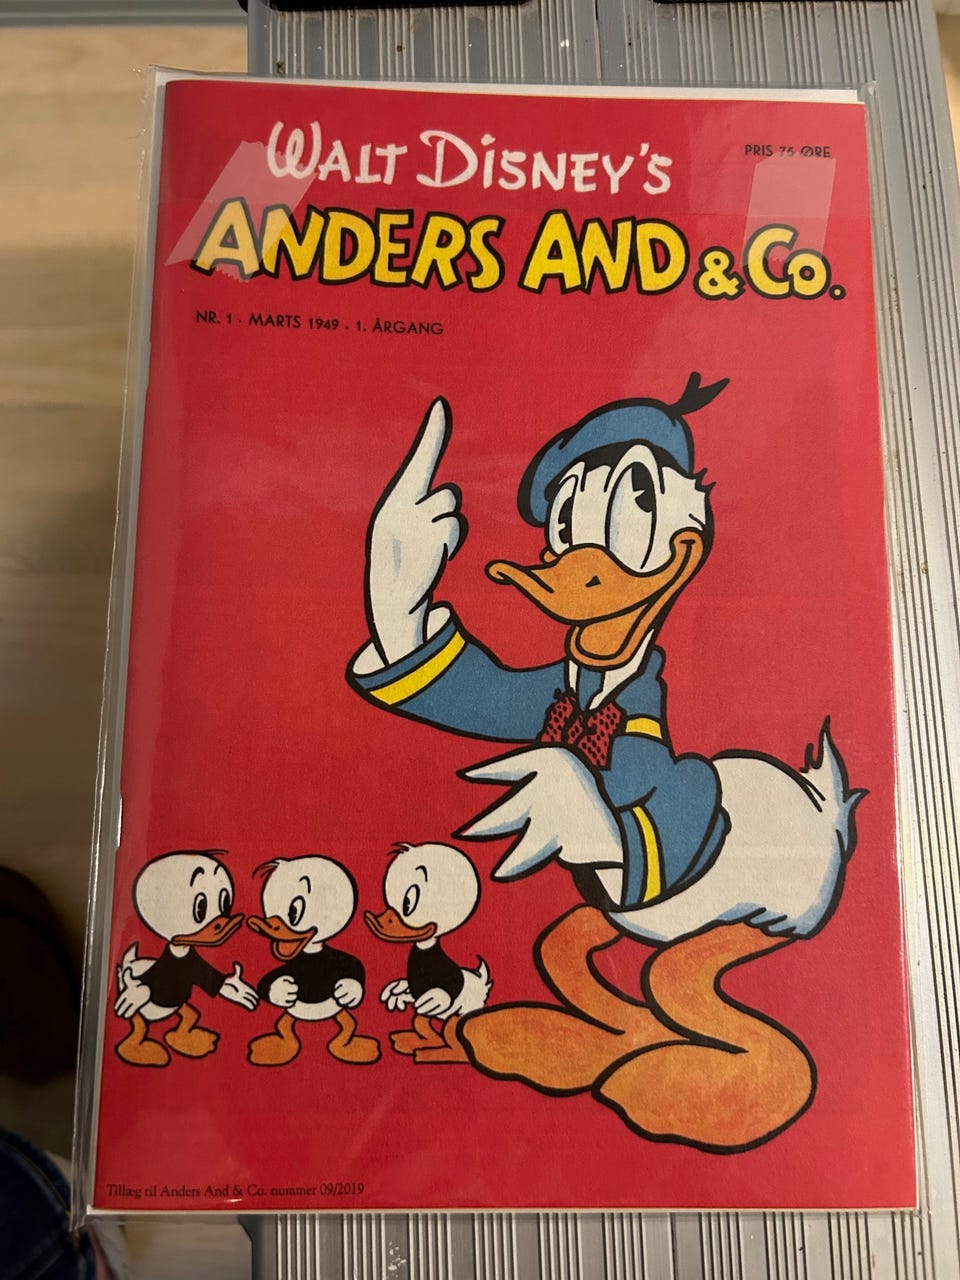 WALT DISNEY'S
PRIS 75 ØRE
ANDERS AND & CO.
NR. 1 · MARTS 1949 · 1. ÅRGANG
Tillæg til Anders And & Co. nummer 09/2019